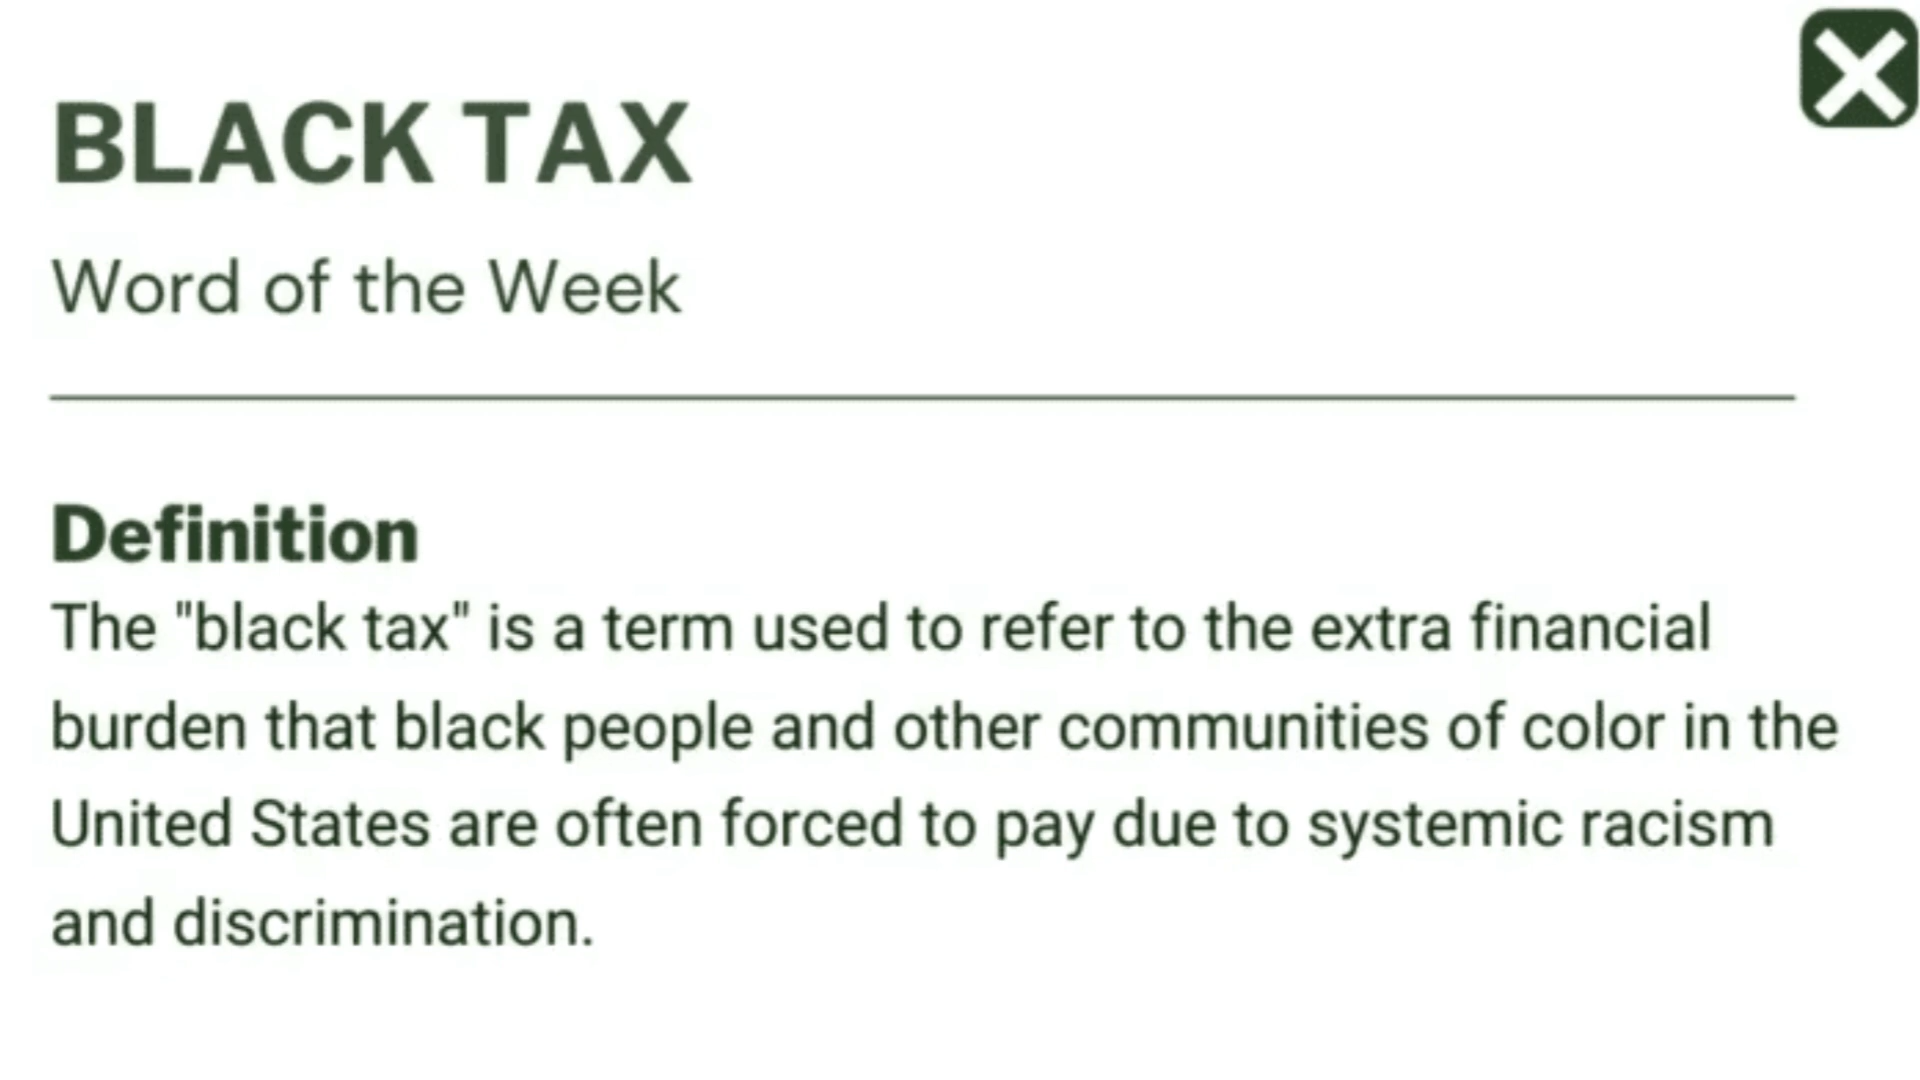 BLACK TAX
Word of the Week
Definition
The "black tax" is a term used to refer to the extra financial
burden that black people and other communities of color in the
United States are often forced to pay due to systemic racism
and discrimination.